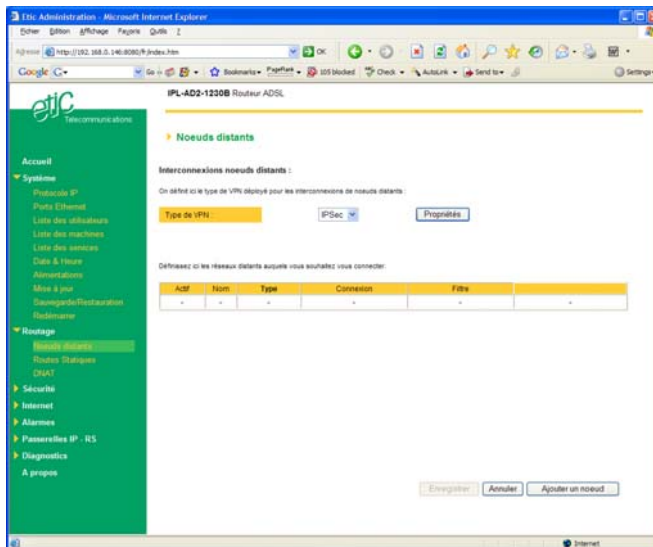 Etic Administration - Microsoft Internet Explorer
Fichier Edition Affichage Favoris Outils ?
Adresse http://192.168.0.146:8080/fr/index.htm OK
Google G Go Bookmarks PageRank 105 blocked Check AutoLink Send to Settings
etic
Telecommunications
IPL-AD2-1230B Routeur ADSL
Noeuds distants
Accueil
Système
Protocole IP
Ports Ethernet
Liste des utilisateurs
Liste des machines
Liste des services
Date & Heure
Alimentations
Mise à jour
Sauvegarde/Restauration
Redémarrer
Routage
Noeuds distants
Routes Statiques
DNAT
Sécurité
Internet
Alarmes
Passerelles IP - RS
Diagnostics
A propos
Interconnexions noeuds distants :
On définit ici le type de VPN déployé pour les interconnexions de noeuds distants :
Type de VPN : IPSec Propriétés
Définissez ici les réseaux distants auquels vous souhaitez vous connecter.
Actif Nom Type Connexion Filtre
- - - - - -
Enregistrer Annuler Ajouter un noeud
Internet